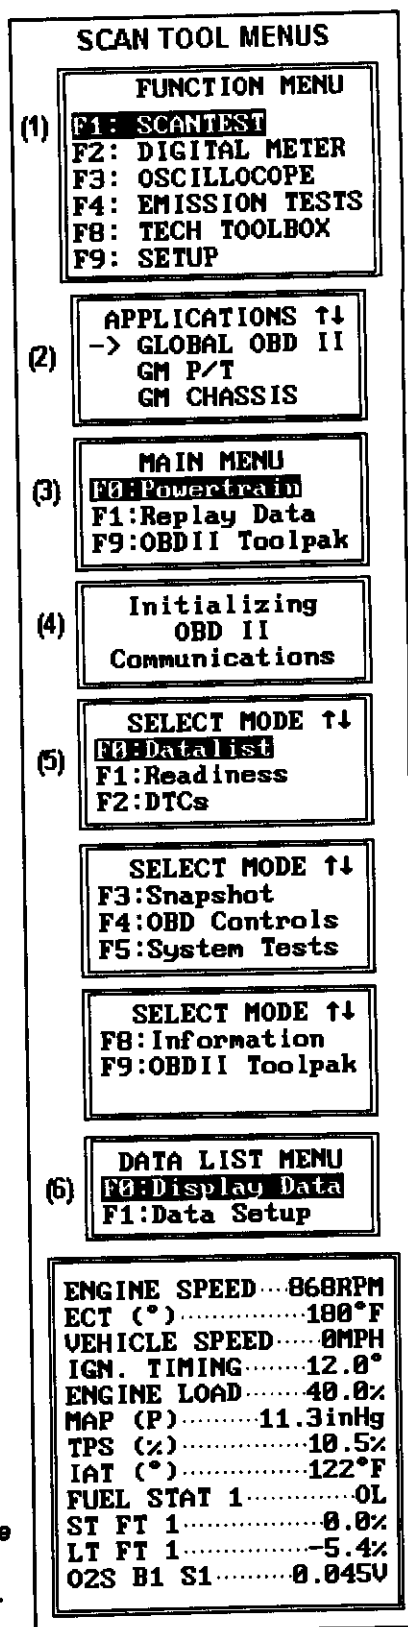 SCAN TOOL MENUS
FUNCTION MENU
(1) F1: SCANTEST
F2: DIGITAL METER
F3: OSCILLOCOPE
F4: EMISSION TESTS
F8: TECH TOOLBOX
F9: SETUP
APPLICATIONS ↑↓
(2) -> GLOBAL OBD II
GM P/T
GM CHASSIS
MAIN MENU
(3) F0:Powertrain
F1:Replay Data
F9:OBDII Toolpak
Initializing
(4) OBD II
Communications
SELECT MODE ↑↓
(5) F0:Datalist
F1:Readiness
F2:DTCs
SELECT MODE ↑↓
F3:Snapshot
F4:OBD Controls
F5:System Tests
SELECT MODE ↑↓
F8:Information
F9:OBDII Toolpak
DATA LIST MENU
(6) F0:Display Data
F1:Data Setup
ENGINE SPEED...868RPM
ECT (°)...............180°F
VEHICLE SPEED......0MPH
IGN. TIMING........12.0°
ENGINE LOAD.......40.0%
MAP (P).........11.3inHg
TPS (%)...............10.5%
IAT (°)...............122°F
FUEL STAT 1............OL
ST FT 1................0.0%
LT FT 1...............-5.4%
O2S B1 S1.........0.045V